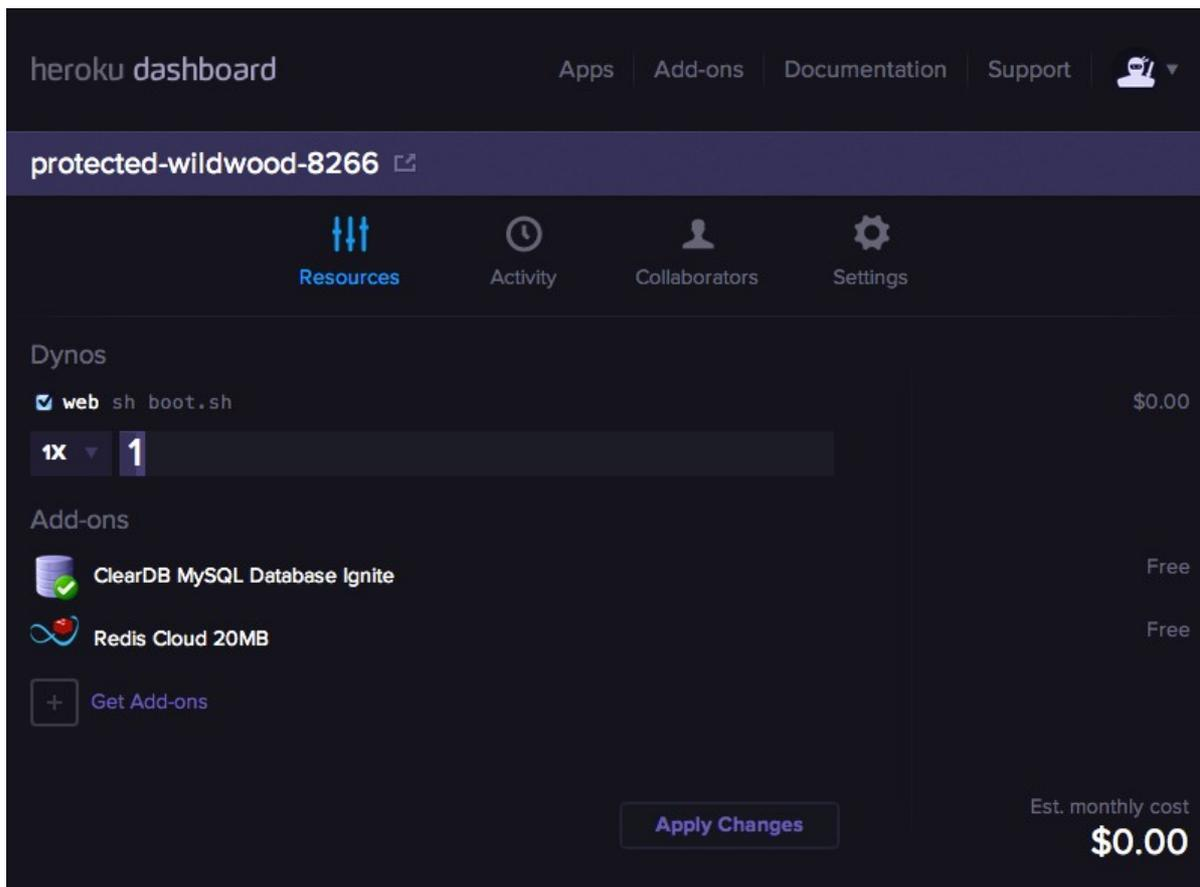 heroku dashboard Apps Add-ons Documentation Support
protected-wildwood-8266
Resources Activity Collaborators Settings
Dynos
web sh boot.sh $0.00
1X 1
Add-ons
ClearDB MySQL Database Ignite Free
Redis Cloud 20MB Free
+ Get Add-ons
Est. monthly cost
Apply Changes $0.00